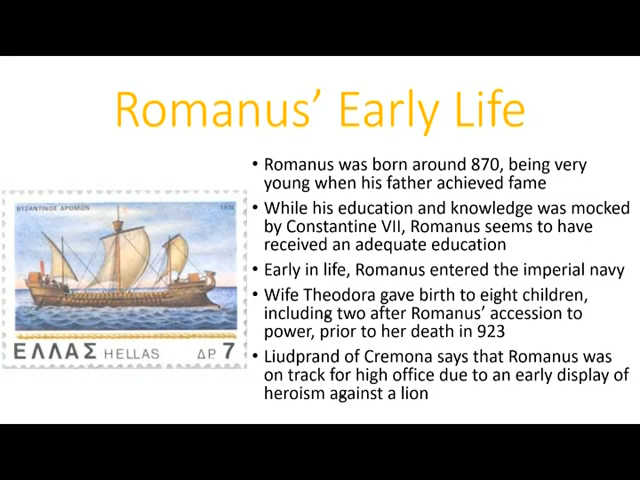 Romanus’ Early Life
• Romanus was born around 870, being very
young when his father achieved fame
• While his education and knowledge was mocked
by Constantine VII, Romanus seems to have
received an adequate education
• Early in life, Romanus entered the imperial navy
• Wife Theodora gave birth to eight children,
including two after Romanus’ accession to
power, prior to her death in 923
• Liudprand of Cremona says that Romanus was
on track for high office due to an early display of
heroism against a lion
ΒΥΖΑΝΤΙΝΟΣ ΔΡΟΜΩΝ 1978
ΕΛΛΑΣ HELLAS ΔΡ. 7